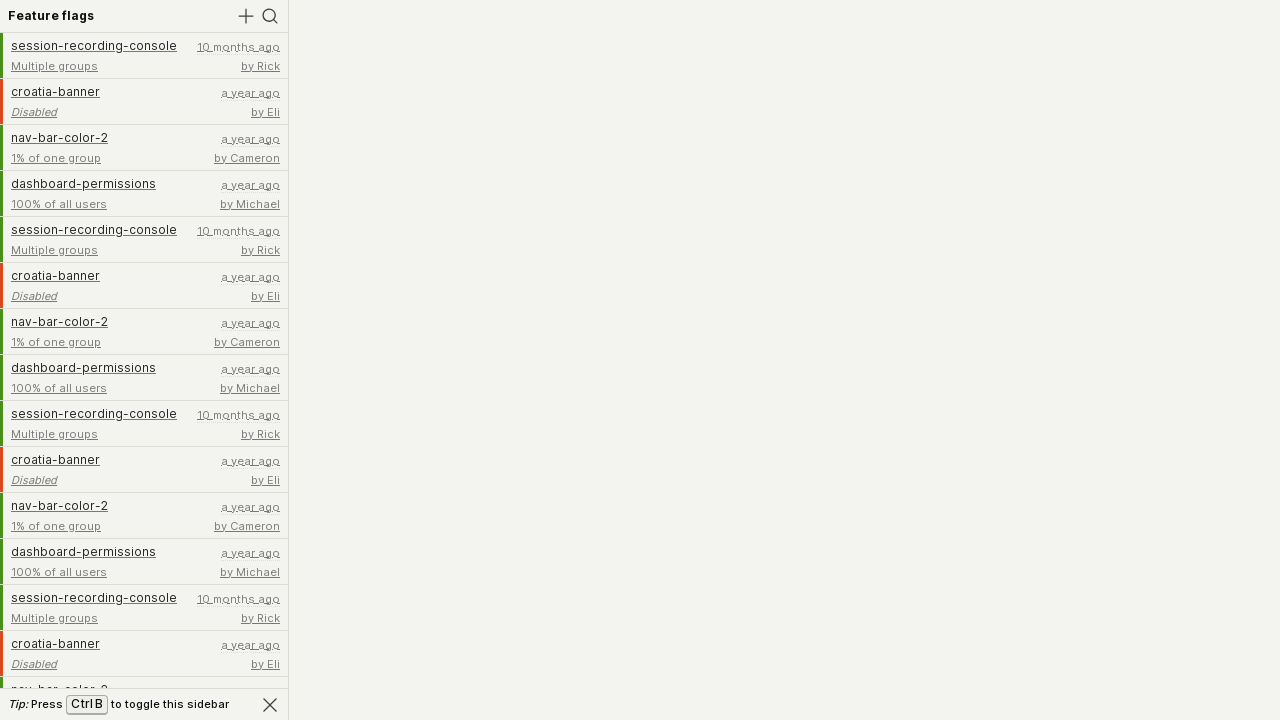 Feature flags
session-recording-console 10 months ago
Multiple groups by Rick
croatia-banner a year ago
Disabled by Eli
nav-bar-color-2 a year ago
1% of one group by Cameron
dashboard-permissions a year ago
100% of all users by Michael
session-recording-console 10 months ago
Multiple groups by Rick
croatia-banner a year ago
Disabled by Eli
nav-bar-color-2 a year ago
1% of one group by Cameron
dashboard-permissions a year ago
100% of all users by Michael
session-recording-console 10 months ago
Multiple groups by Rick
croatia-banner a year ago
Disabled by Eli
nav-bar-color-2 a year ago
1% of one group by Cameron
dashboard-permissions a year ago
100% of all users by Michael
session-recording-console 10 months ago
Multiple groups by Rick
croatia-banner a year ago
Disabled by Eli
Tip: Press Ctrl B to toggle this sidebar